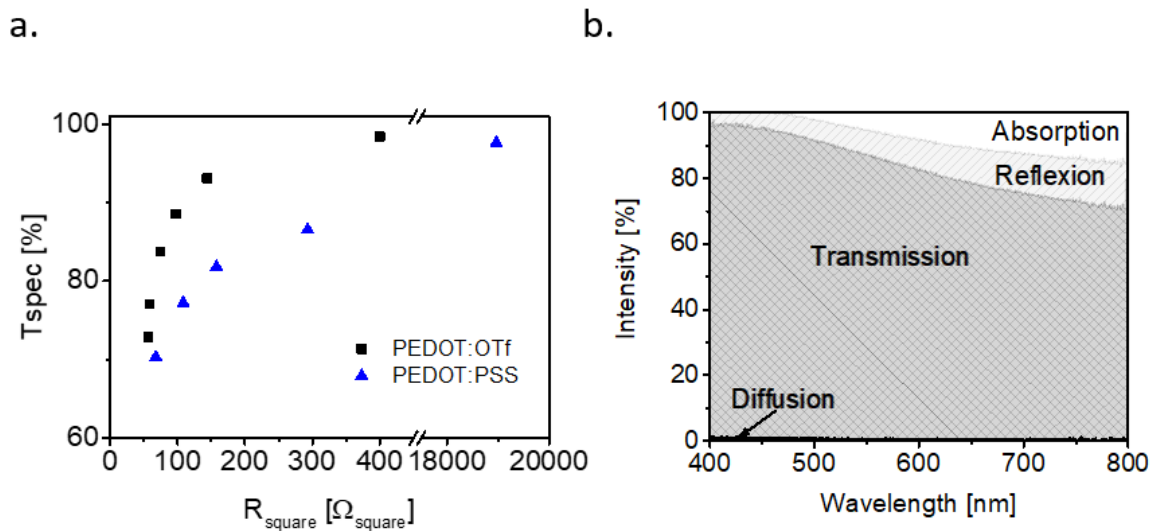 a.
100
80
60
Tspec [%]
PEDOT:OTf
PEDOT:PSS
0 100 200 300 400 18000 20000
R_square [Ω_square]
b.
100
80
60
40
20
0
Intensity [%]
Absorption
Reflexion
Transmission
Diffusion
400 500 600 700 800
Wavelength [nm]